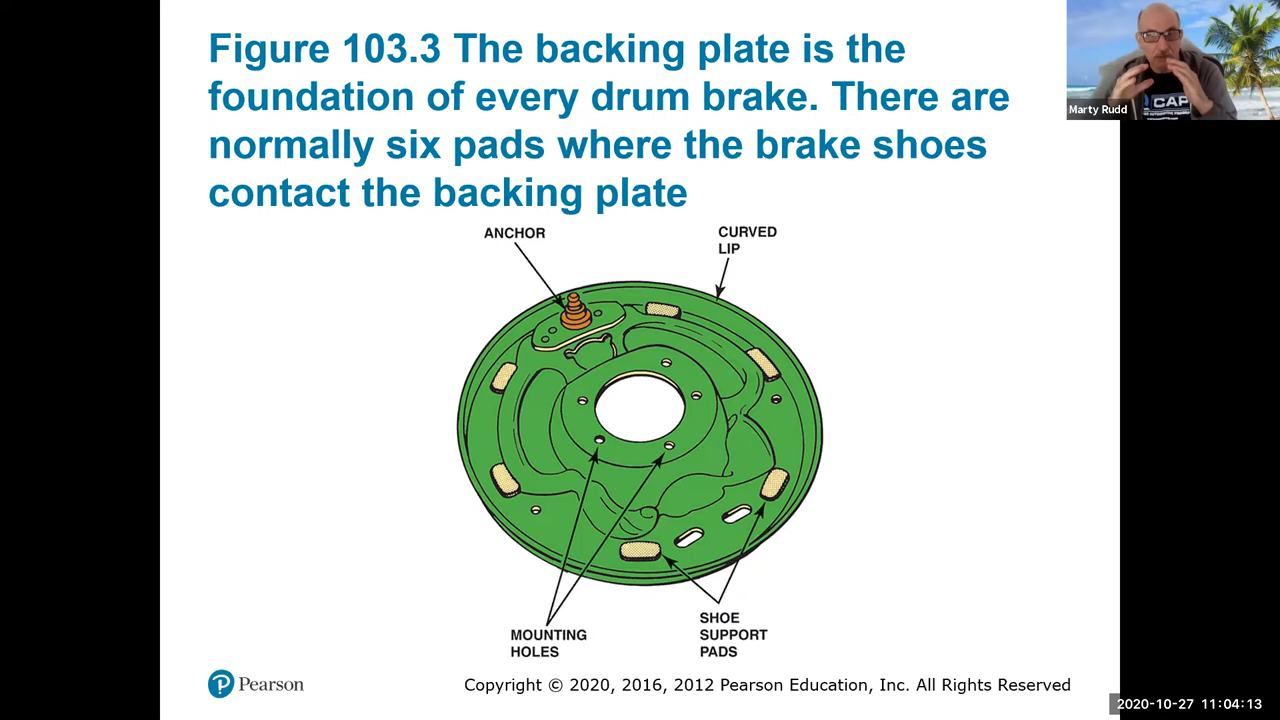 Figure 103.3 The backing plate is the
foundation of every drum brake. There are
normally six pads where the brake shoes
contact the backing plate
Marty Rudd
CAP
ANCHOR
CURVED
LIP
MOUNTING
HOLES
SHOE
SUPPORT
PADS
Pearson
Copyright © 2020, 2016, 2012 Pearson Education, Inc. All Rights Reserved
2020-10-27 11:04:13